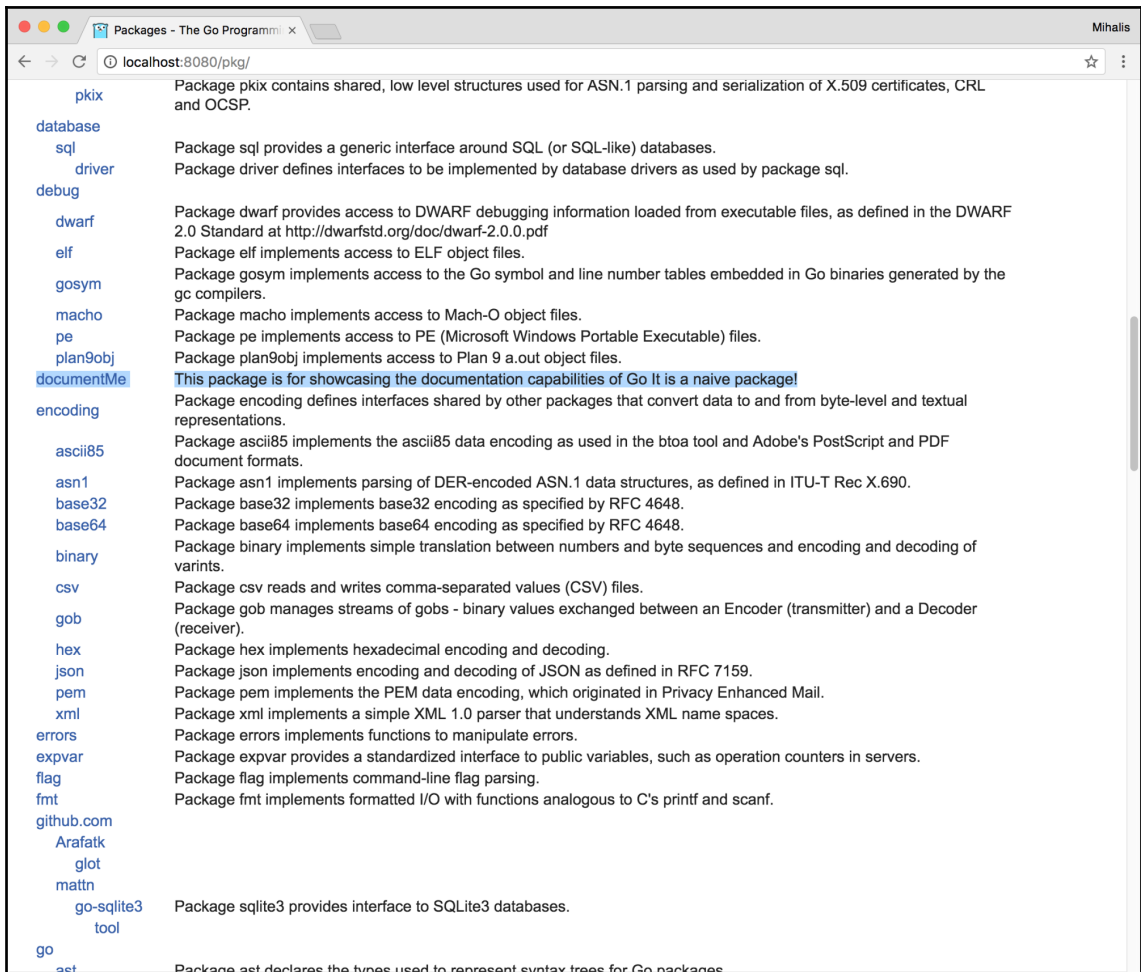 Packages - The Go Programmi
Mihalis
localhost:8080/pkg/
pkix Package pkix contains shared, low level structures used for ASN.1 parsing and serialization of X.509 certificates, CRL
and OCSP.
database
sql Package sql provides a generic interface around SQL (or SQL-like) databases.
driver Package driver defines interfaces to be implemented by database drivers as used by package sql.
debug
dwarf Package dwarf provides access to DWARF debugging information loaded from executable files, as defined in the DWARF
2.0 Standard at http://dwarfstd.org/doc/dwarf-2.0.0.pdf
elf Package elf implements access to ELF object files.
gosym Package gosym implements access to the Go symbol and line number tables embedded in Go binaries generated by the
gc compilers.
macho Package macho implements access to Mach-O object files.
pe Package pe implements access to PE (Microsoft Windows Portable Executable) files.
plan9obj Package plan9obj implements access to Plan 9 a.out object files.
documentMe This package is for showcasing the documentation capabilities of Go It is a naive package!
encoding Package encoding defines interfaces shared by other packages that convert data to and from byte-level and textual
representations.
ascii85 Package ascii85 implements the ascii85 data encoding as used in the btoa tool and Adobe's PostScript and PDF
document formats.
asn1 Package asn1 implements parsing of DER-encoded ASN.1 data structures, as defined in ITU-T Rec X.690.
base32 Package base32 implements base32 encoding as specified by RFC 4648.
base64 Package base64 implements base64 encoding as specified by RFC 4648.
binary Package binary implements simple translation between numbers and byte sequences and encoding and decoding of
varints.
csv Package csv reads and writes comma-separated values (CSV) files.
gob Package gob manages streams of gobs - binary values exchanged between an Encoder (transmitter) and a Decoder
(receiver).
hex Package hex implements hexadecimal encoding and decoding.
json Package json implements encoding and decoding of JSON as defined in RFC 7159.
pem Package pem implements the PEM data encoding, which originated in Privacy Enhanced Mail.
xml Package xml implements a simple XML 1.0 parser that understands XML name spaces.
errors Package errors implements functions to manipulate errors.
expvar Package expvar provides a standardized interface to public variables, such as operation counters in servers.
flag Package flag implements command-line flag parsing.
fmt Package fmt implements formatted I/O with functions analogous to C's printf and scanf.
github.com
Arafatk
glot
mattn
go-sqlite3 Package sqlite3 provides interface to SQLite3 databases.
tool
go
ast Package ast declares the types used to represent syntax trees for Go packages.